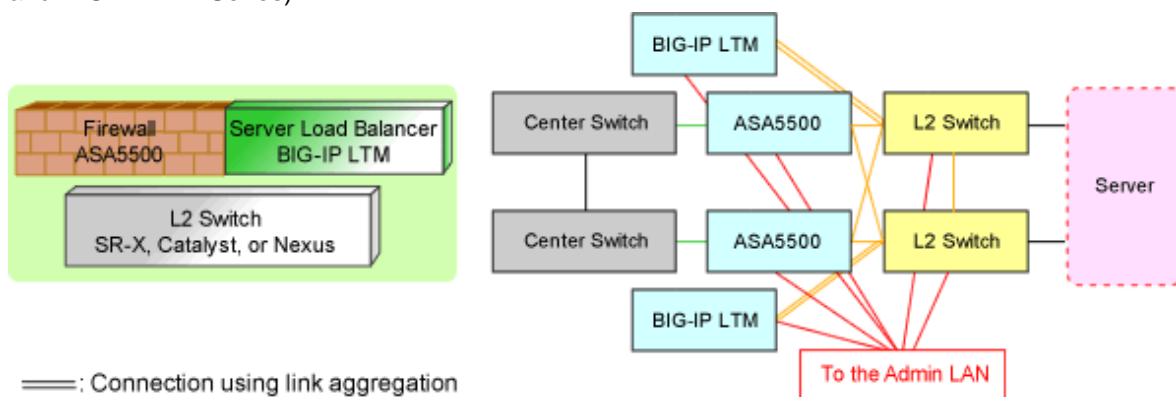 Firewall
ASA5500
Server Load Balancer
BIG-IP LTM
L2 Switch
SR-X, Catalyst, or Nexus
BIG-IP LTM
Center Switch
ASA5500
L2 Switch
Server
Center Switch
ASA5500
L2 Switch
BIG-IP LTM
To the Admin LAN
: Connection using link aggregation